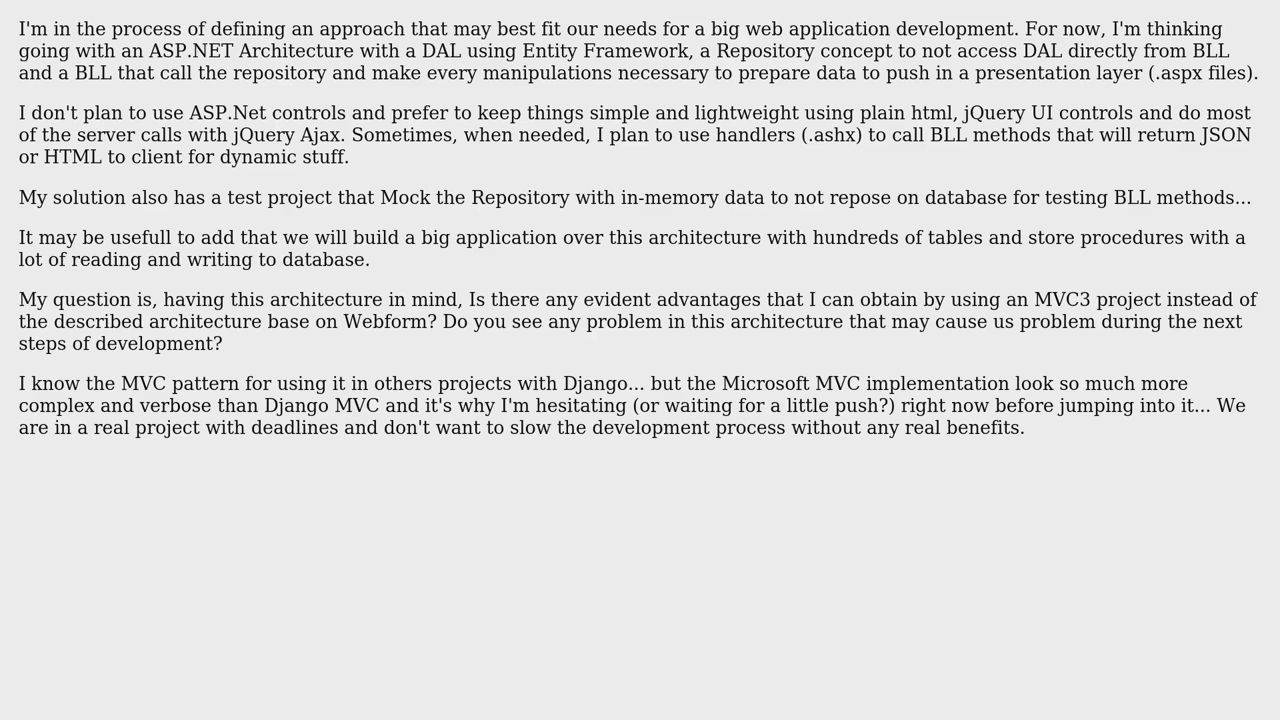 I'm in the process of defining an approach that may best fit our needs for a big web application development. For now, I'm thinking
going with an ASP.NET Architecture with a DAL using Entity Framework, a Repository concept to not access DAL directly from BLL
and a BLL that call the repository and make every manipulations necessary to prepare data to push in a presentation layer (.aspx files).
I don't plan to use ASP.Net controls and prefer to keep things simple and lightweight using plain html, jQuery UI controls and do most
of the server calls with jQuery Ajax. Sometimes, when needed, I plan to use handlers (.ashx) to call BLL methods that will return JSON
or HTML to client for dynamic stuff.
My solution also has a test project that Mock the Repository with in-memory data to not repose on database for testing BLL methods...
It may be usefull to add that we will build a big application over this architecture with hundreds of tables and store procedures with a
lot of reading and writing to database.
My question is, having this architecture in mind, Is there any evident advantages that I can obtain by using an MVC3 project instead of
the described architecture base on Webform? Do you see any problem in this architecture that may cause us problem during the next
steps of development?
I know the MVC pattern for using it in others projects with Django... but the Microsoft MVC implementation look so much more
complex and verbose than Django MVC and it's why I'm hesitating (or waiting for a little push?) right now before jumping into it... We
are in a real project with deadlines and don't want to slow the development process without any real benefits.